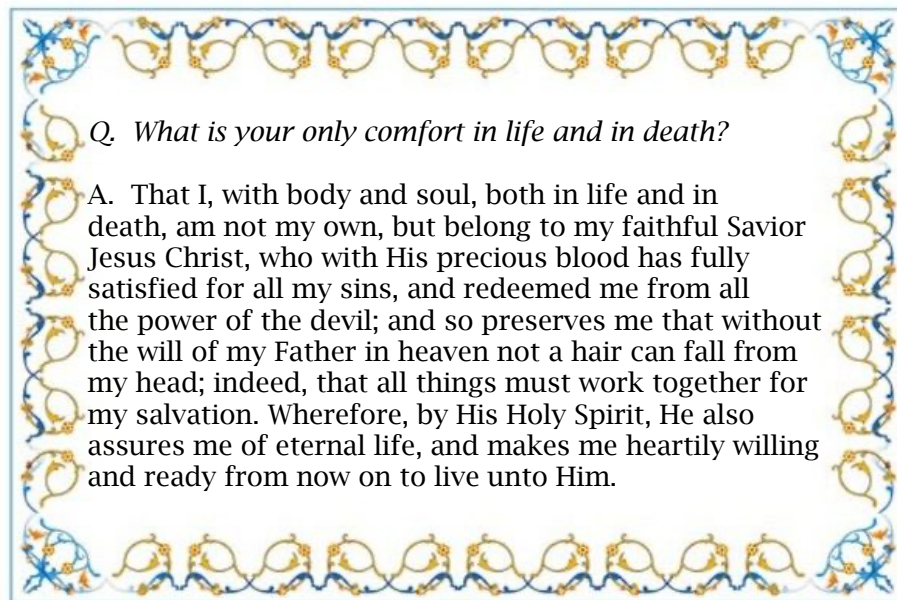 Q.  What is your only comfort in life and in death?
A.  That I, with body and soul, both in life and in
death, am not my own, but belong to my faithful Savior
Jesus Christ, who with His precious blood has fully
satisfied for all my sins, and redeemed me from all
the power of the devil; and so preserves me that without
the will of my Father in heaven not a hair can fall from
my head; indeed, that all things must work together for
my salvation. Wherefore, by His Holy Spirit, He also
assures me of eternal life, and makes me heartily willing
and ready from now on to live unto Him.